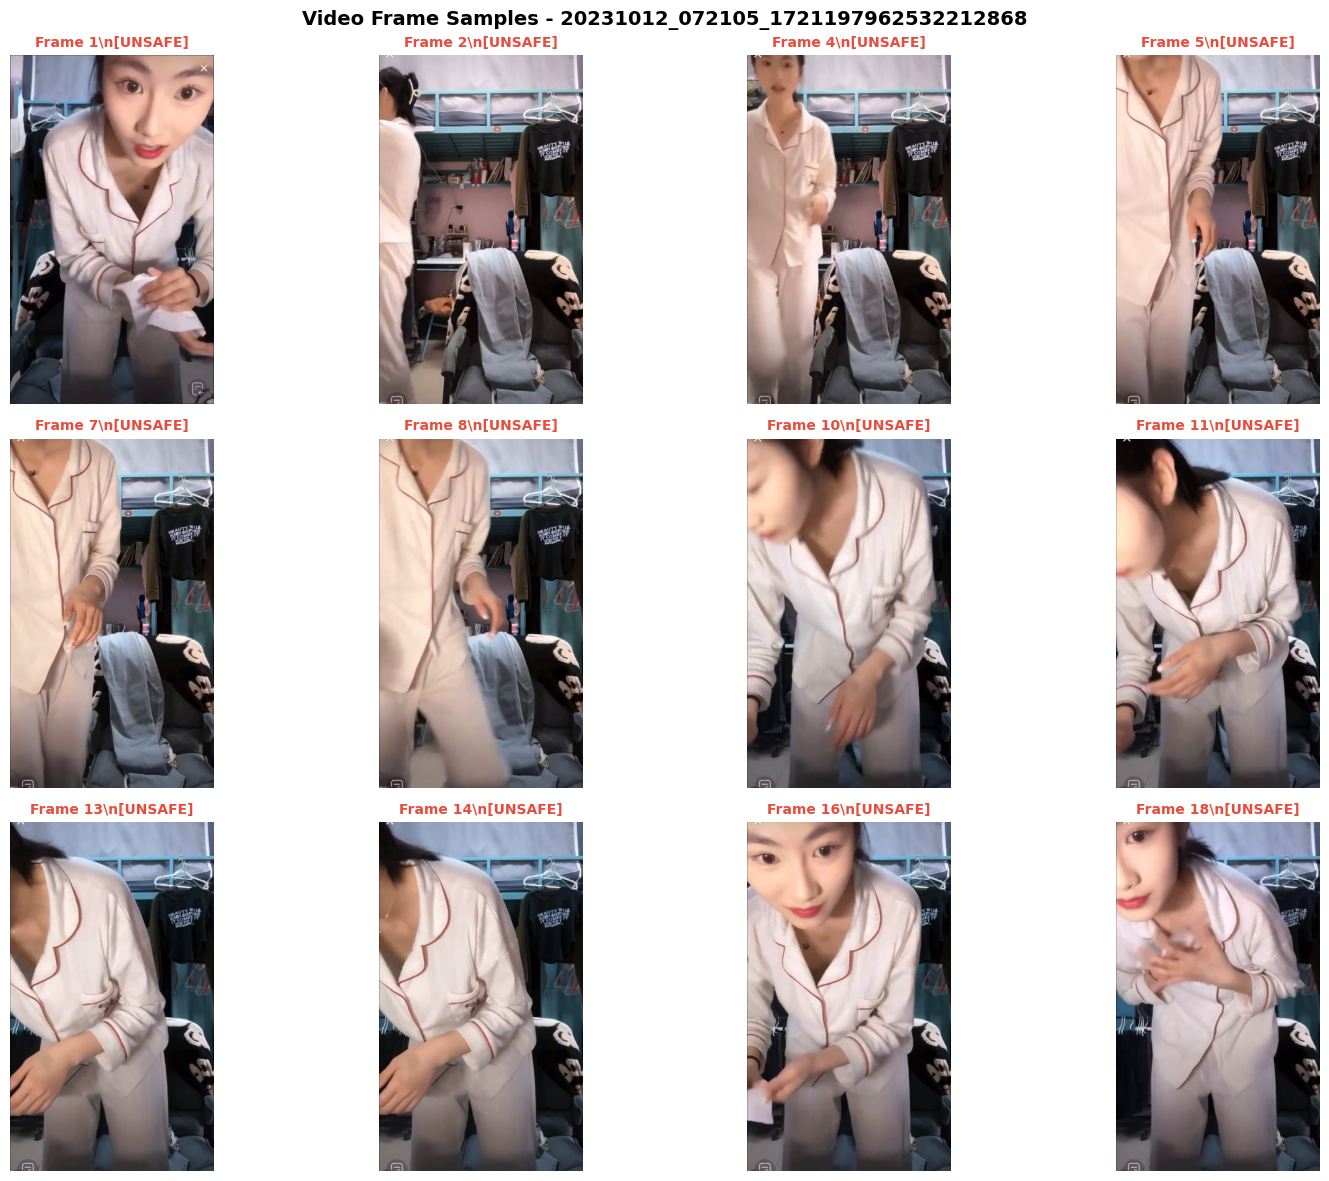 Video Frame Samples - 20231012_072105_1721197962532212868
Frame 1\n[UNSAFE]
Frame 2\n[UNSAFE]
Frame 4\n[UNSAFE]
Frame 5\n[UNSAFE]
Frame 7\n[UNSAFE]
Frame 8\n[UNSAFE]
Frame 10\n[UNSAFE]
Frame 11\n[UNSAFE]
Frame 13\n[UNSAFE]
Frame 14\n[UNSAFE]
Frame 16\n[UNSAFE]
Frame 18\n[UNSAFE]